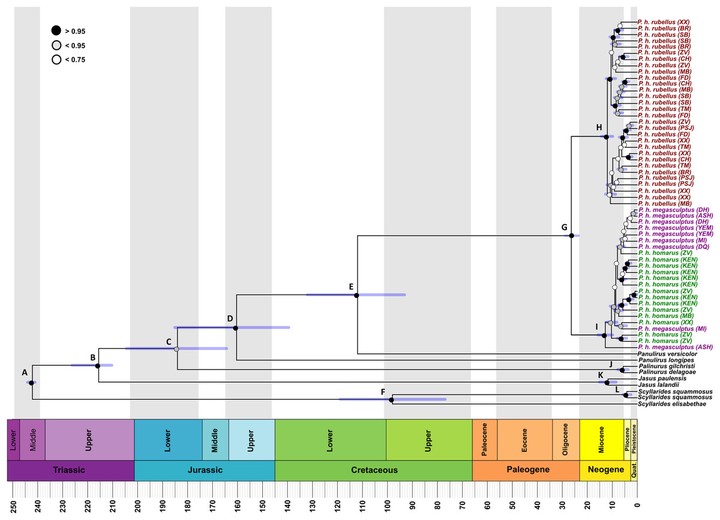 > 0.95
< 0.95
< 0.75
P. h. rubellus (XX)
P. h. rubellus (BR)
P. h. rubellus (SB)
P. h. rubellus (SB)
P. h. rubellus (BR)
P. h. rubellus (ZV)
P. h. rubellus (CH)
P. h. rubellus (ZV)
P. h. rubellus (MB)
P. h. rubellus (FD)
P. h. rubellus (CH)
P. h. rubellus (MB)
P. h. rubellus (SB)
P. h. rubellus (SB)
P. h. rubellus (TM)
P. h. rubellus (FD)
P. h. rubellus (ZV)
P. h. rubellus (PSJ)
P. h. rubellus (FD)
P. h. rubellus (XX)
P. h. rubellus (TM)
P. h. rubellus (XX)
P. h. rubellus (CH)
P. h. rubellus (TM)
P. h. rubellus (BR)
P. h. rubellus (PSJ)
P. h. rubellus (PSJ)
P. h. rubellus (XX)
P. h. rubellus (XX)
P. h. rubellus (MB)
P. h. megasculptus (DH)
P. h. megasculptus (ASH)
P. h. megasculptus (DH)
P. h. megasculptus (YEM)
P. h. megasculptus (YEM)
P. h. megasculptus (MI)
P. h. megasculptus (DQ)
P. h. homarus (ZV)
P. h. homarus (KEN)
P. h. homarus (KEN)
P. h. homarus (KEN)
P. h. homarus (KEN)
P. h. homarus (KEN)
P. h. homarus (ZV)
P. h. homarus (KEN)
P. h. homarus (KEN)
P. h. homarus (ZV)
P. h. homarus (MB)
P. h. homarus (XX)
P. h. megasculptus (MI)
P. h. homarus (ZV)
P. h. homarus (ZV)
P. h. megasculptus (ASH)
Panulirus versicolor
Panulirus longipes
Palinurus gilchristi
Palinurus delagoae
Jasus paulensis
Jasus lalandii
Scyllarides squammosus
Scyllarides squammosus
Scyllarides elisabethae
A
B
C
D
E
F
G
H
I
J
K
L
Lower
Middle
Upper
Lower
Middle
Upper
Lower
Upper
Paleocene
Eocene
Oligocene
Miocene
Pliocene
Pleistocene
Triassic
Jurassic
Cretaceous
Paleogene
Neogene
Quat
250
240
230
220
210
200
190
180
170
160
150
140
130
120
110
100
90
80
70
60
50
40
30
20
10
0